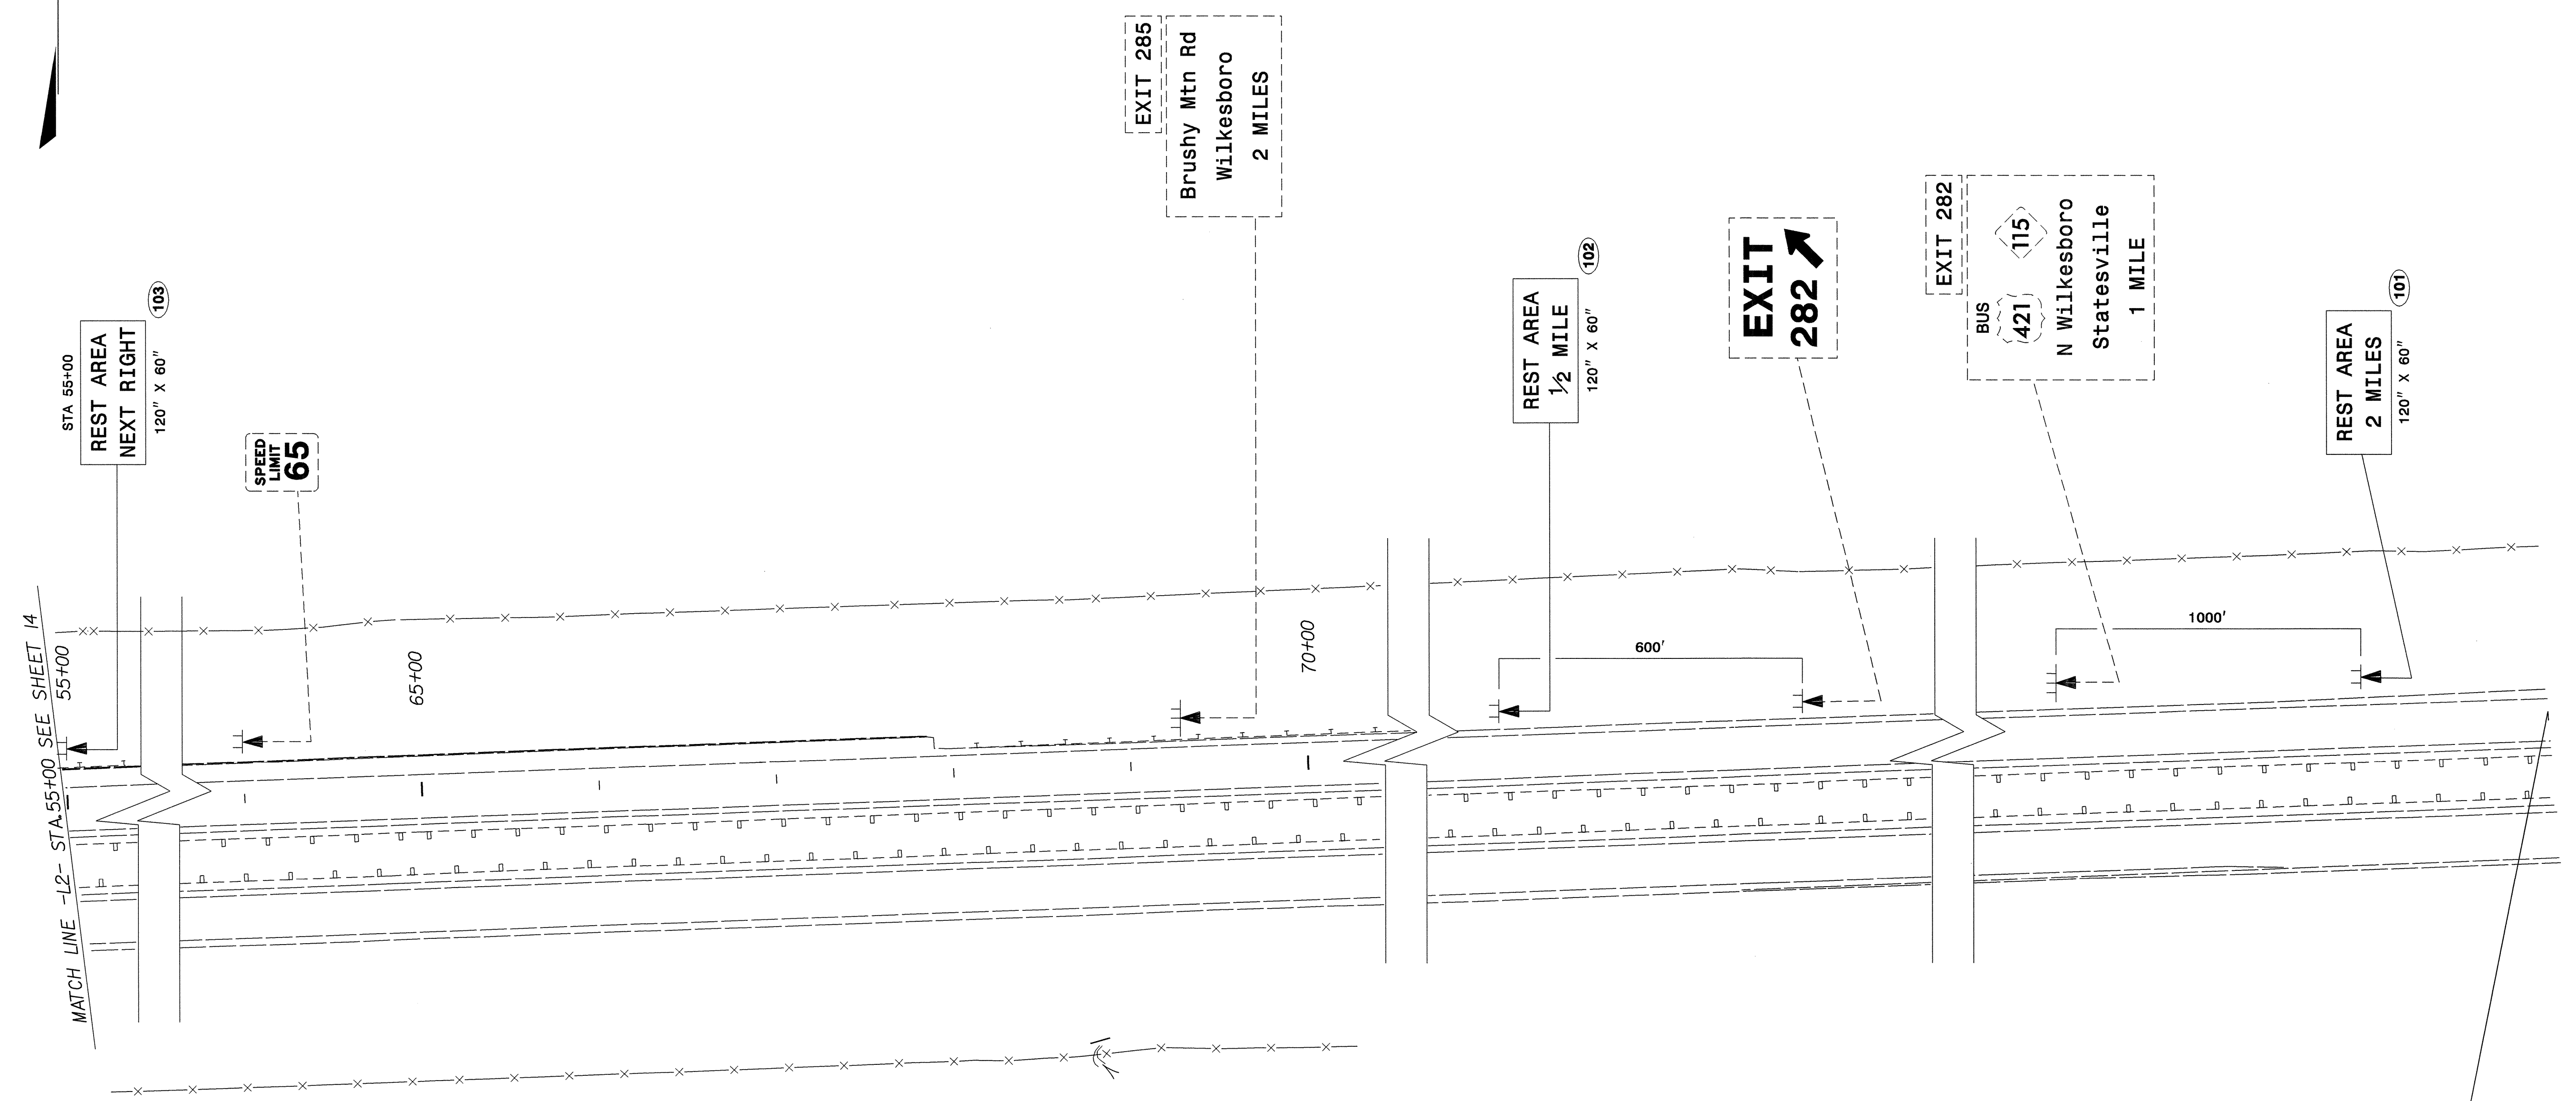 STA 55+00
REST AREA
NEXT RIGHT
120" X 60"
103
SPEED
LIMIT
65
EXIT 285
Brushy Mtn Rd
Wilkesboro
2 MILES
REST AREA
1/2 MILE
120" X 60"
102
EXIT
282
EXIT 282
BUS
421
115
N Wilkesboro
Statesville
1 MILE
REST AREA
2 MILES
120" X 60"
101
MATCH LINE -L2- STA.55+00 SEE SHEET 14
55+00
65+00
70+00
600'
1000'